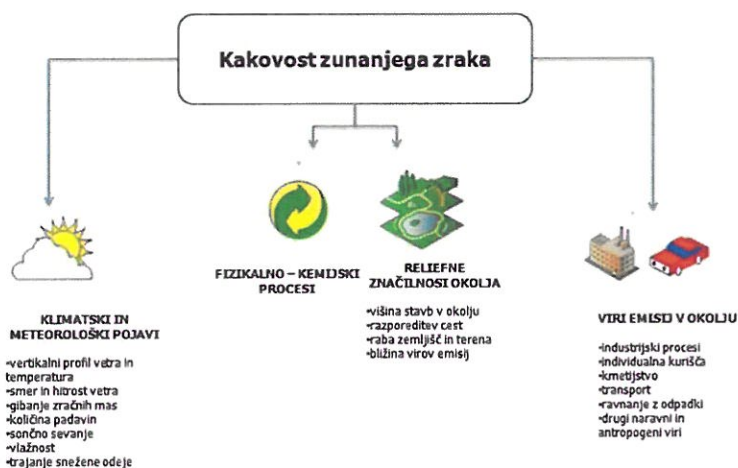 Kakovost zunanjega zraka
KLIMATSKI IN
METEOROLOŠKI POJAVI
•vertikalni profil vetra in
temperatura
•smer in hitrost vetra
•gibanje zračnih mas
•količina padavin
•sončno sevanje
•vlažnost
•trajanje snežene odeje
FIZIKALNO – KEMIJSKI
PROCESI
RELIEFNE
ZNAČILNOSTI OKOLJA
•višina stavb v okolju
•razporeditev cest
•raba zemljišč in terena
•bližina virov emisij
VIRI EMISIJ V OKOLJU
•industrijski procesi
•individualna kurišča
•kmetijstvo
•transport
•ravnanje z odpadki
•drugi naravni in
antropogeni viri